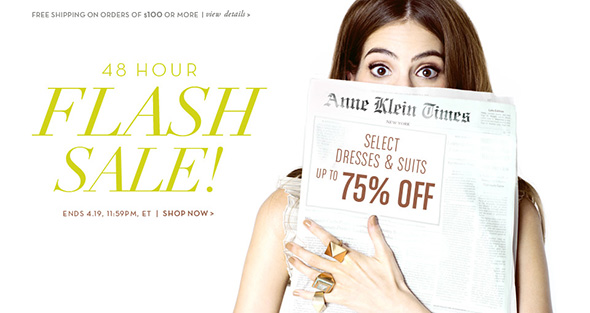 FREE SHIPPING ON ORDERS OF $100 OR MORE | view details >
48 HOUR
FLASH
SALE!
ENDS 4.19, 11:59PM, ET | SHOP NOW >
Anne Klein Times
NEW YORK
SELECT
DRESSES & SUITS
UP TO 75% OFF